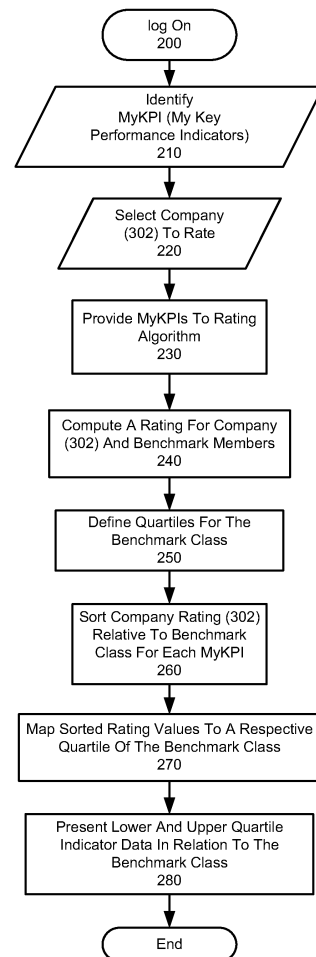 log On
200
Identify
MyKPI (My Key
Performance Indicators)
210
Select Company
(302) To Rate
220
Provide MyKPIs To Rating
Algorithm
230
Compute A Rating For Company
(302) And Benchmark Members
240
Define Quartiles For The
Benchmark Class
250
Sort Company Rating (302)
Relative To Benchmark
Class For Each MyKPI
260
Map Sorted Rating Values To A Respective
Quartile Of The Benchmark Class
270
Present Lower And Upper Quartile
Indicator Data In Relation To The
Benchmark Class
280
End